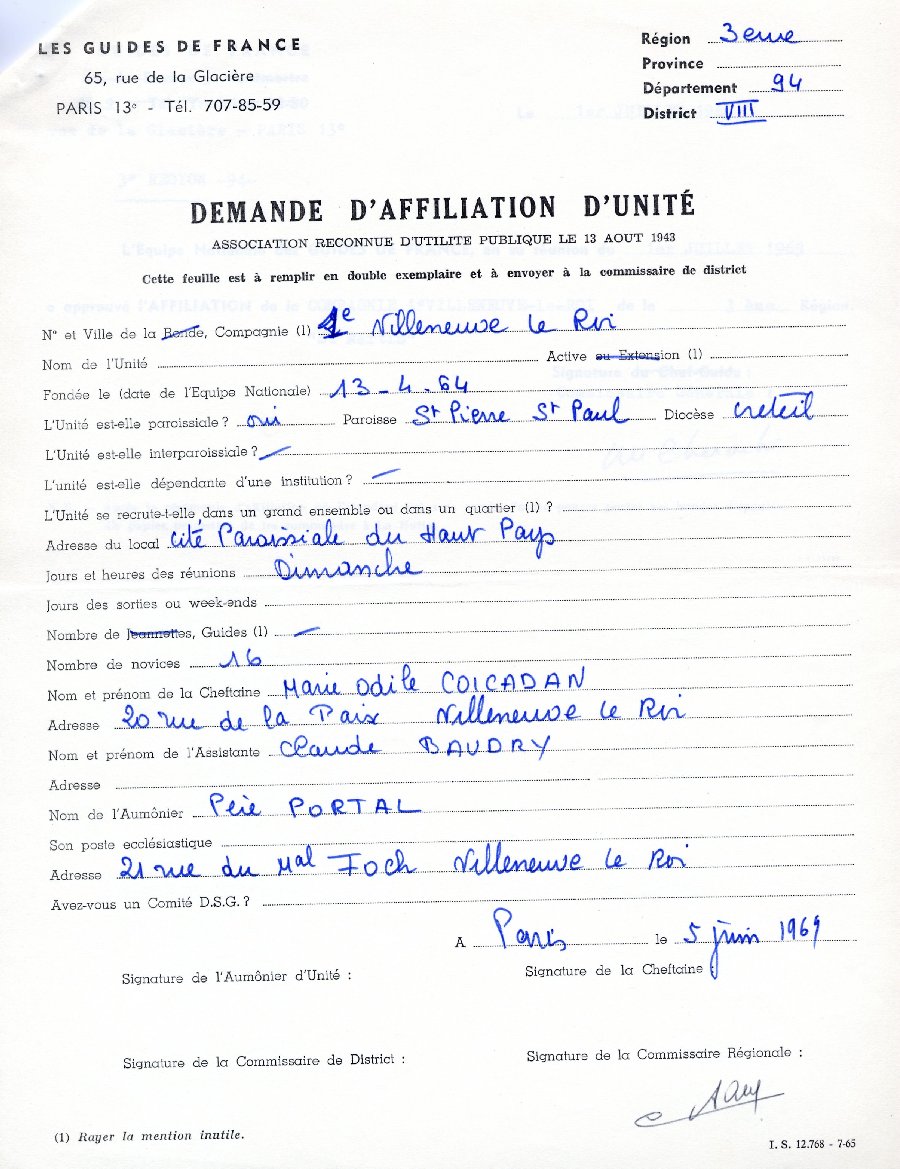 LES GUIDES DE FRANCE
65, rue de la Glacière
PARIS 13e - Tél. 707-85-59
Région 3eme
Province
Département 94
District VIII
DEMANDE D'AFFILIATION D'UNITÉ
ASSOCIATION RECONNUE D'UTILITE PUBLIQUE LE 13 AOUT 1943
Cette feuille est à remplir en double exemplaire et à envoyer à la commissaire de district
N° et Ville de la Ronde, Compagnie (1) 1e Villeneuve le Roi
Nom de l'Unité Active ou Extension (1)
Fondée le (date de l'Equipe Nationale) 13-4-64
L'Unité est-elle paroissiale ? oui Paroisse St Pierre St Paul Diocèse Créteil
L'Unité est-elle interparoissiale ? –
L'unité est-elle dépendante d'une institution ? –
L'Unité se recrute-t-elle dans un grand ensemble ou dans un quartier (1) ?
Adresse du local cité Paroissiale du Haut Pays
Jours et heures des réunions Dimanche
Jours des sorties ou week-ends
Nombre de Jeannettes, Guides (1) –
Nombre de novices 16
Nom et prénom de la Cheftaine Marie Odile COICADAN
Adresse 20 rue de la Paix Villeneuve le Roi
Nom et prénom de l'Assistante Claude BAUDRY
Adresse
Nom de l'Aumônier Père PORTAL
Son poste ecclésiastique
Adresse 21 rue du Mal Foch Villeneuve le Roi
Avez-vous un Comité D.S.G. ?
A Paris le 5 juin 1969
Signature de l'Aumônier d'Unité :
Signature de la Cheftaine :
Signature de la Commissaire de District :
Signature de la Commissaire Régionale :
(1) Rayer la mention inutile.
I. S. 12.768 - 7-65